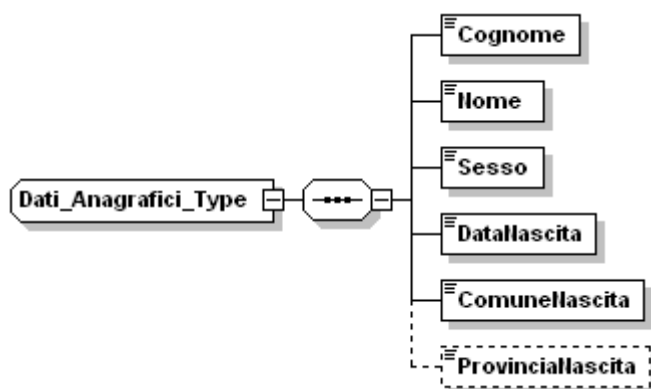 Cognome
Nome
Sesso
Dati_Anagrafici_Type
DataNascita
ComuneNascita
ProvinciaNascita